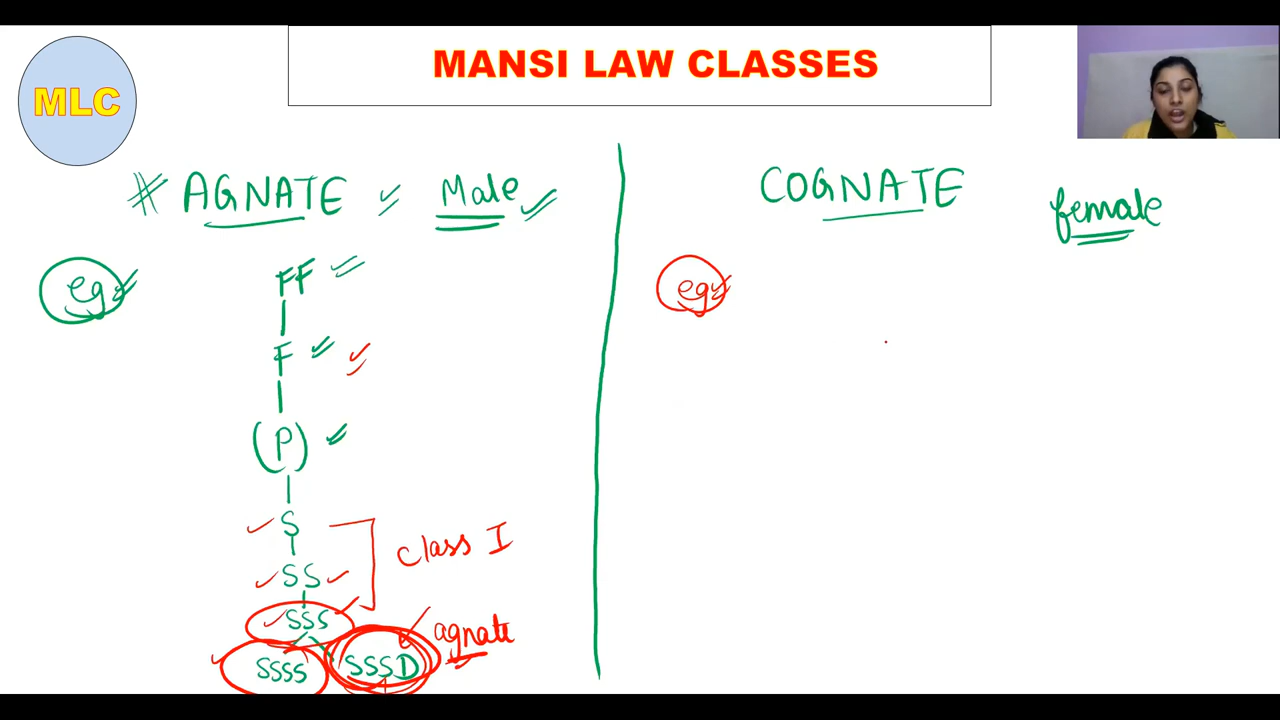 MANSI LAW CLASSES
MLC
# AGNATE Male
eg
FF
F
(P)
S
SS
class I
SSS
SSSS SSSD
agnate
COGNATE female
eg